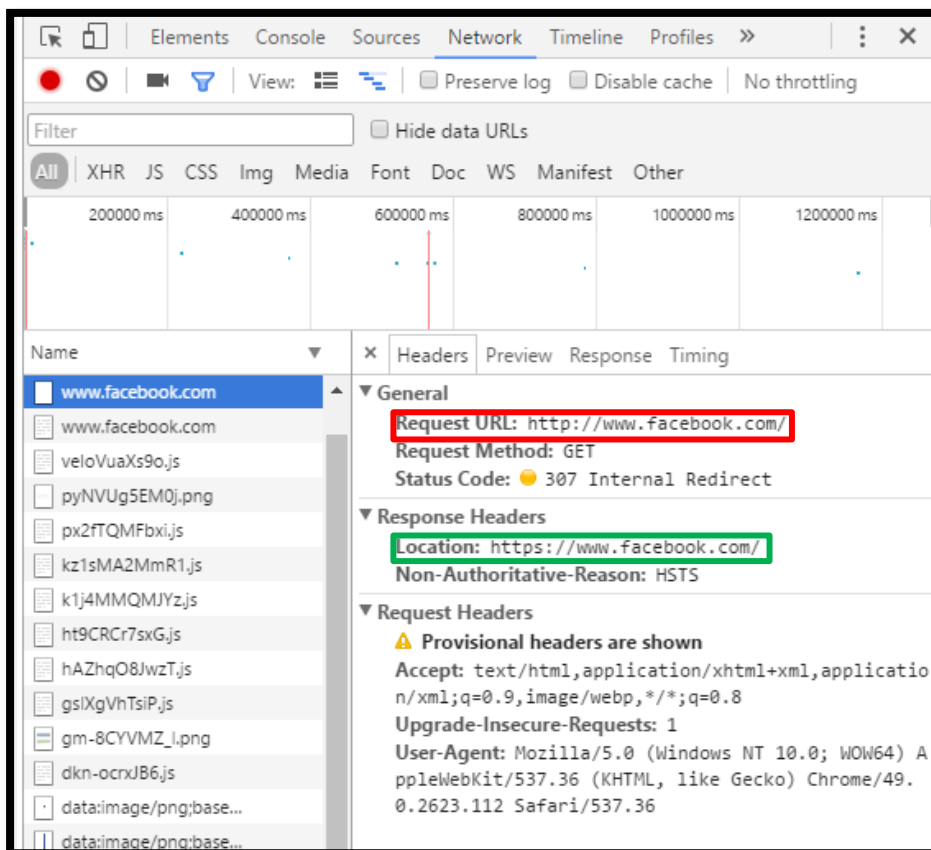 Elements Console Sources Network Timeline Profiles »
View: Preserve log Disable cache No throttling
Filter Hide data URLs
All XHR JS CSS Img Media Font Doc WS Manifest Other
200000 ms 400000 ms 600000 ms 800000 ms 1000000 ms 1200000 ms
Name
www.facebook.com
www.facebook.com
veloVuaXs9o.js
pyNVUg5EM0j.png
px2fTQMFbxi.js
kz1sMA2MmR1.js
k1j4MMQMJYz.js
ht9CRCr7sxG.js
hAZhqO8JwzT.js
gslXgVhTsiP.js
gm-8CYVMZ_l.png
dkn-ocrxJB6.js
data:image/png;base...
data:image/png;base...
× Headers Preview Response Timing
General
Request URL: http://www.facebook.com/
Request Method: GET
Status Code: 307 Internal Redirect
Response Headers
Location: https://www.facebook.com/
Non-Authoritative-Reason: HSTS
Request Headers
Provisional headers are shown
Accept: text/html,application/xhtml+xml,applicatio
n/xml;q=0.9,image/webp,*/*;q=0.8
Upgrade-Insecure-Requests: 1
User-Agent: Mozilla/5.0 (Windows NT 10.0; WOW64) A
ppleWebKit/537.36 (KHTML, like Gecko) Chrome/49.
0.2623.112 Safari/537.36